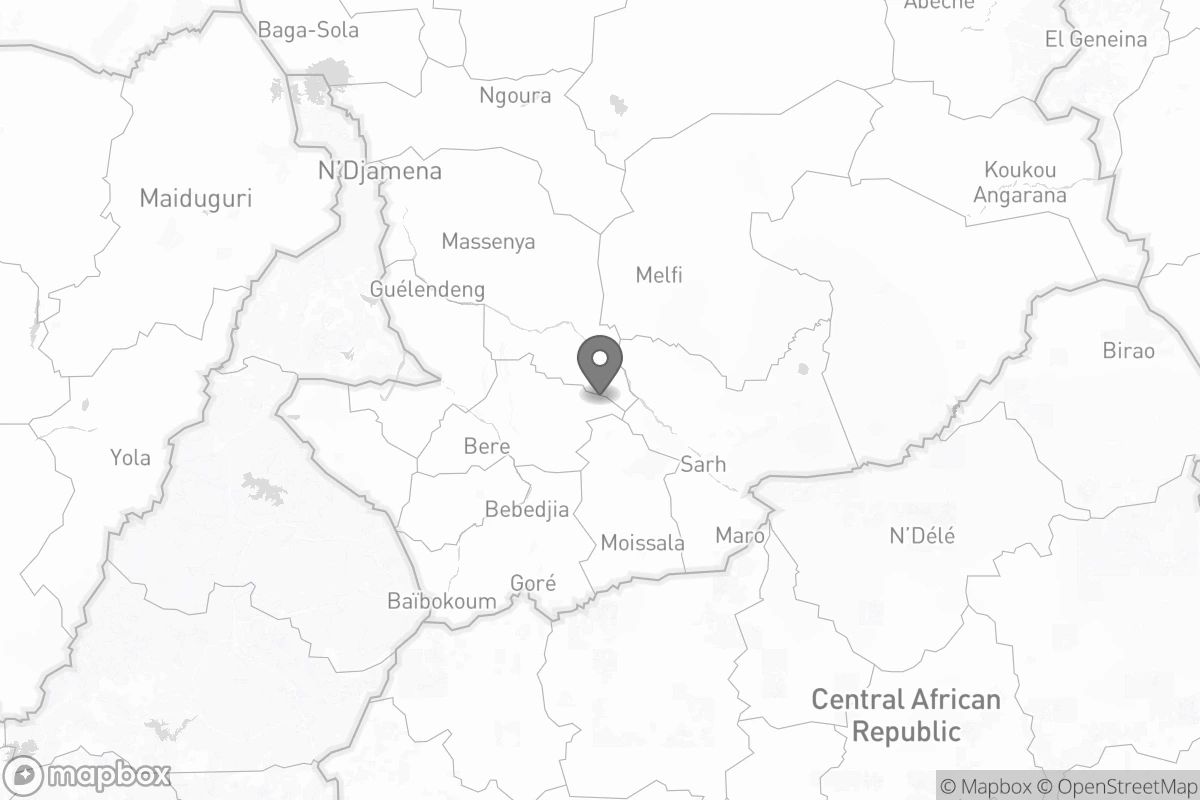 Abéché
Baga-Sola
El Geneina
Ngoura
N'Djamena
Koukou
Angarana
Maiduguri
Massenya
Melfi
Guélendeng
Birao
Bere
Yola
Sarh
Bebedjia
Moissala
Maro
N'Délé
Goré
Baïbokoum
Central African
Republic
mapbox
© Mapbox © OpenStreetMap